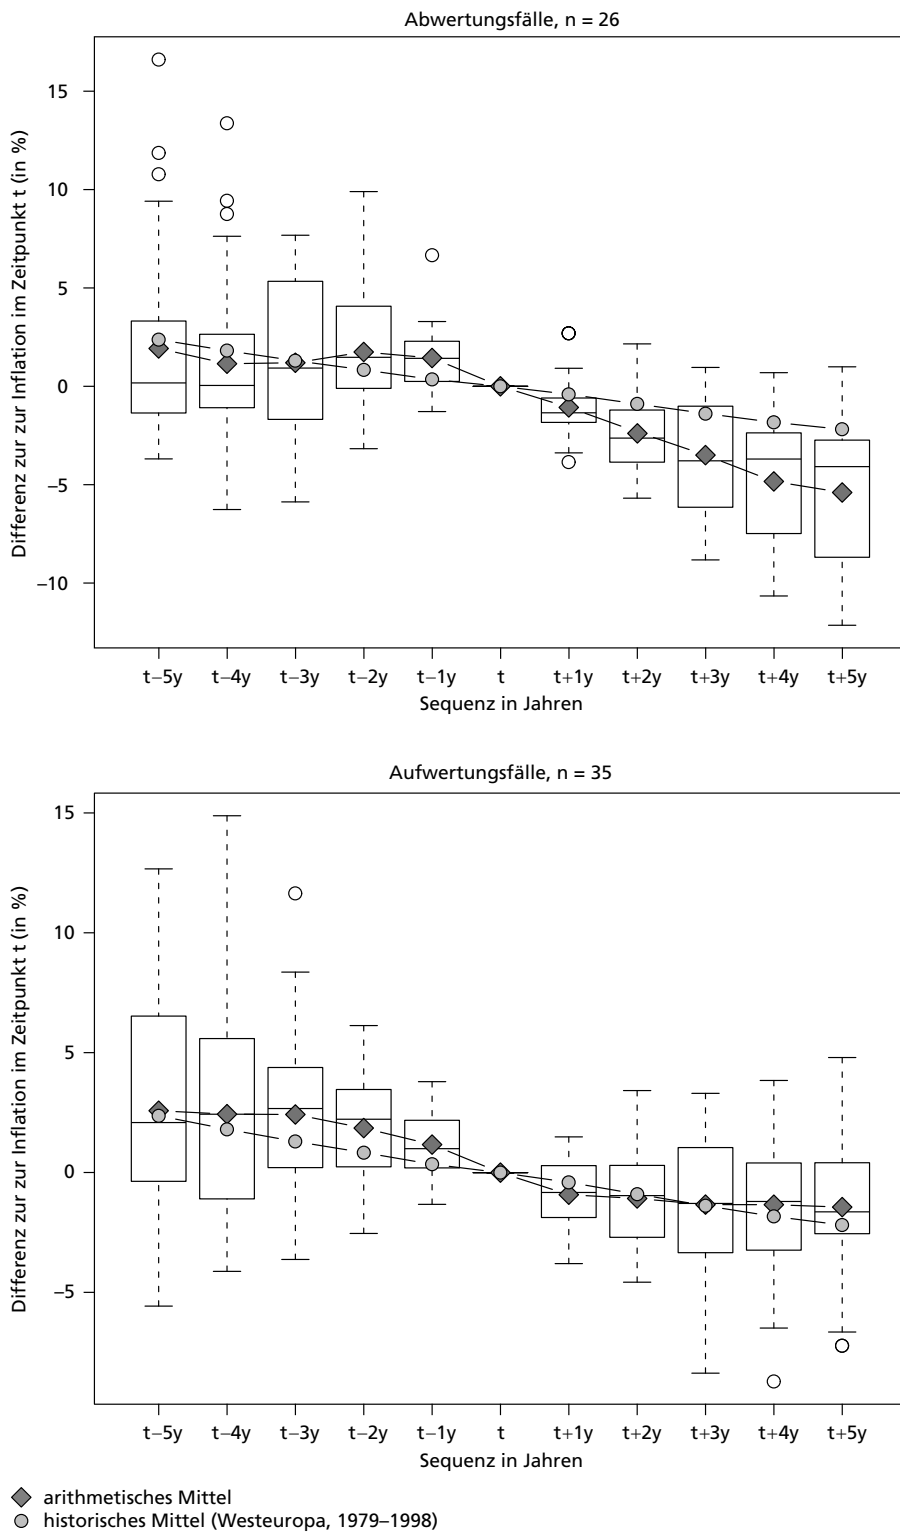 Abwertungsfälle, n = 26
Differenz zur zur Inflation im Zeitpunkt t (in %)
15
10
5
0
−5
−10
t−5y t−4y t−3y t−2y t−1y t t+1y t+2y t+3y t+4y t+5y
Sequenz in Jahren
Aufwertungsfälle, n = 35
Differenz zur zur Inflation im Zeitpunkt t (in %)
15
10
5
0
−5
t−5y t−4y t−3y t−2y t−1y t t+1y t+2y t+3y t+4y t+5y
Sequenz in Jahren
arithmetisches Mittel
historisches Mittel (Westeuropa, 1979–1998)